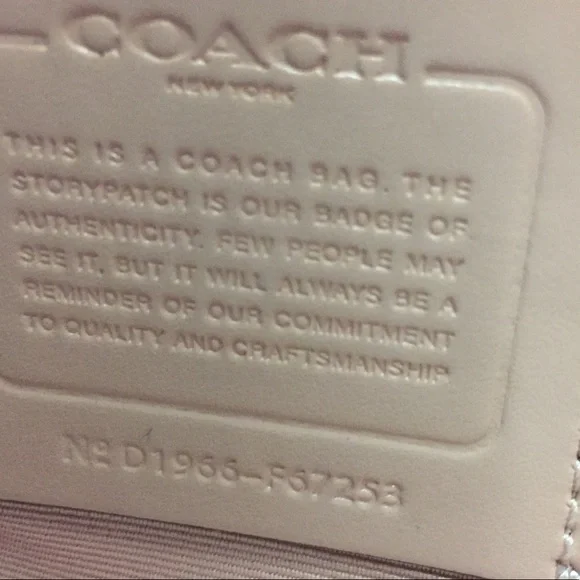 COACH
NEW YORK
THIS IS A COACH BAG. THE
STORYPATCH IS OUR BADGE OF
AUTHENTICITY. FEW PEOPLE MAY
SEE IT, BUT IT WILL ALWAYS BE A
REMINDER OF OUR COMMITMENT
TO QUALITY AND CRAFTSMANSHIP.
No D1966-F67253